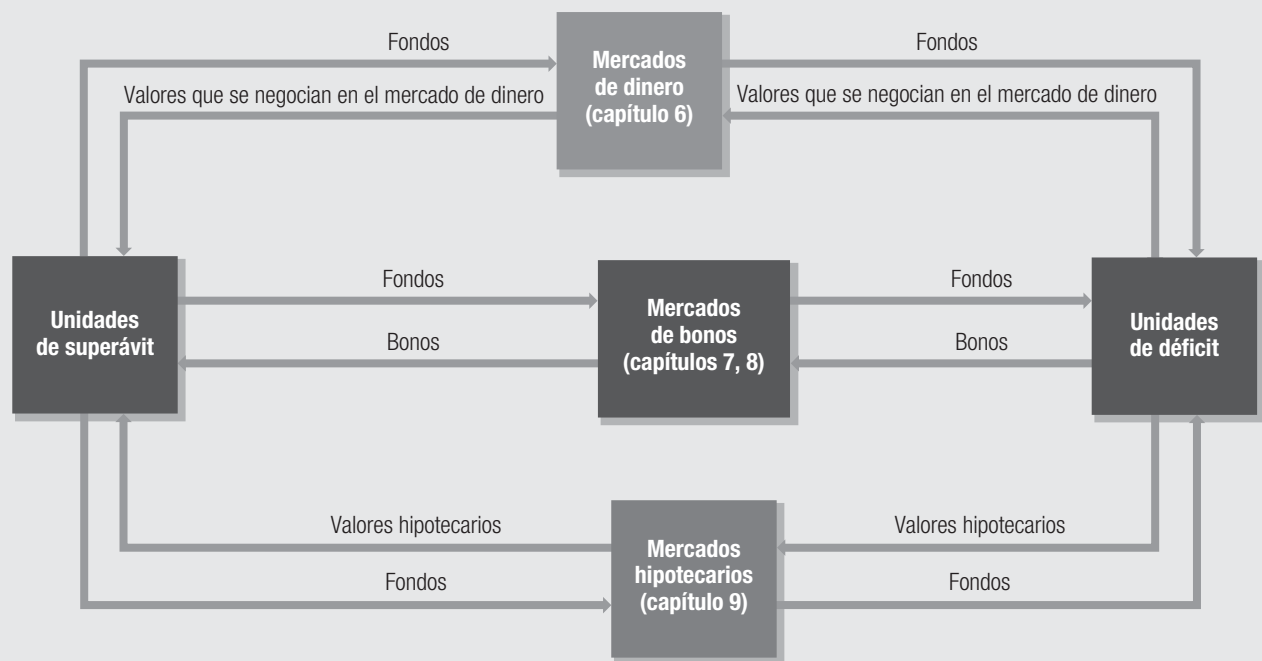 Fondos
Fondos
Mercados
de dinero
(capítulo 6)
Valores que se negocian en el mercado de dinero
Valores que se negocian en el mercado de dinero
Unidades
de superávit
Fondos
Bonos
Mercados
de bonos
(capítulos 7, 8)
Fondos
Bonos
Unidades
de déficit
Valores hipotecarios
Fondos
Mercados
hipotecarios
(capítulo 9)
Valores hipotecarios
Fondos